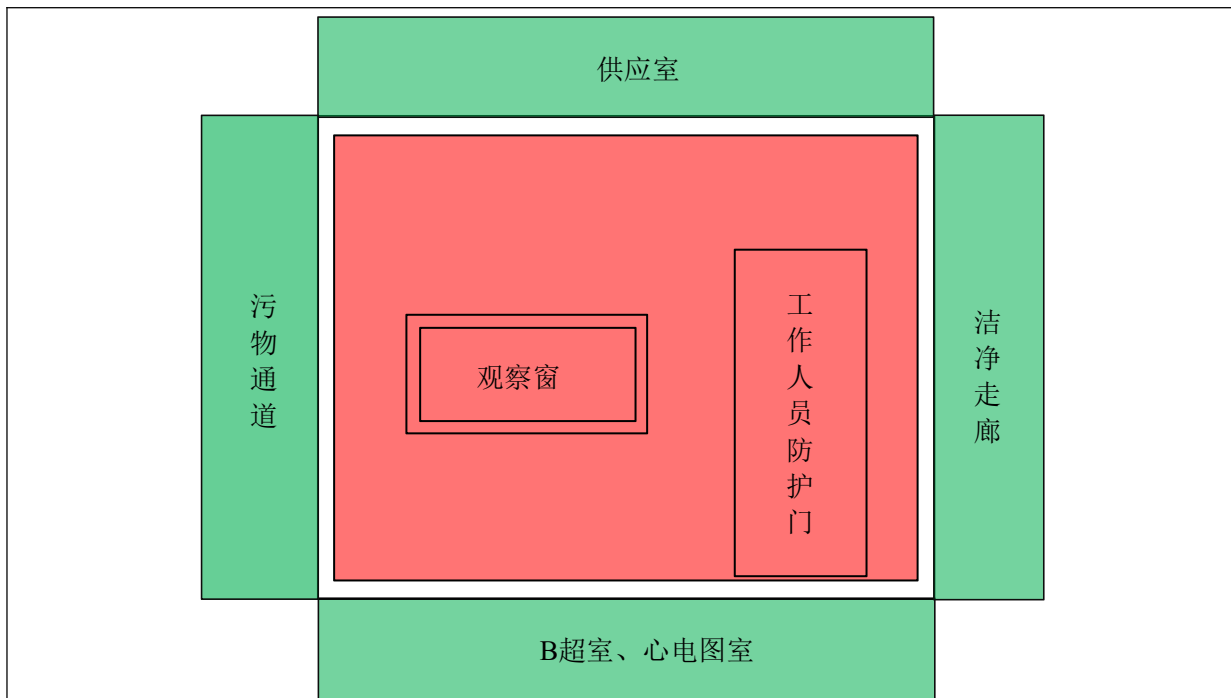 供应室
污物通道
观察窗
工作人员防护门
洁净走廊
B超室、心电图室